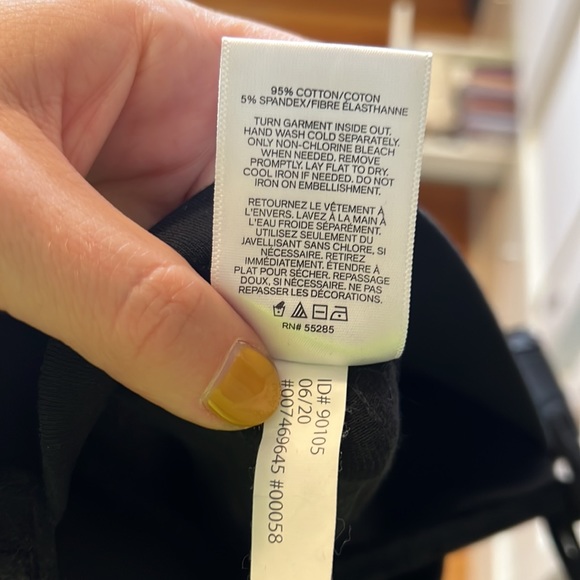 95% COTTON/COTON
5% SPANDEX/FIBRE ÉLASTHANNE
TURN GARMENT INSIDE OUT.
HAND WASH COLD SEPARATELY.
ONLY NON-CHLORINE BLEACH
WHEN NEEDED. REMOVE
PROMPTLY. LAY FLAT TO DRY.
COOL IRON IF NEEDED. DO NOT
IRON ON EMBELLISHMENT.
RETOURNEZ LE VÊTEMENT À
L'ENVERS. LAVEZ À LA MAIN À
L'EAU FROIDE SÉPARÉMENT.
UTILISEZ SEULEMENT DU
JAVELLISANT SANS CHLORE, SI
NÉCESSAIRE. RETIREZ
IMMÉDIATEMENT. ÉTENDRE À
PLAT POUR SÉCHER. REPASSAGE
DOUX, SI NÉCESSAIRE. NE PAS
REPASSER LES DÉCORATIONS.
RN# 55285
ID# 90105
06/20
#007469645 #00058